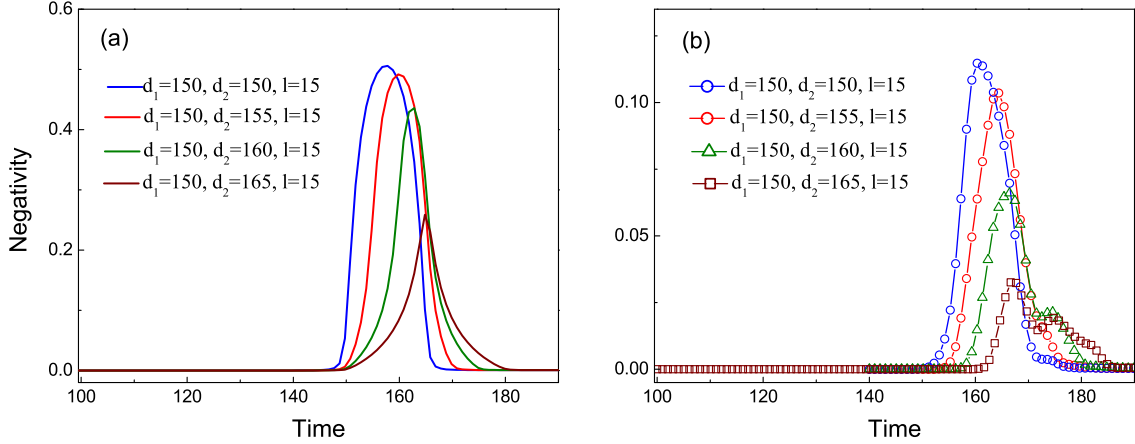 (a)
d₁=150, d₂=150, l=15
d₁=150, d₂=155, l=15
d₁=150, d₂=160, l=15
d₁=150, d₂=165, l=15
Negativity
0.6
0.4
0.2
0.0
100 120 140 160 180
Time
(b)
d₁=150, d₂=150, l=15
d₁=150, d₂=155, l=15
d₁=150, d₂=160, l=15
d₁=150, d₂=165, l=15
0.10
0.05
0.00
100 120 140 160 180
Time